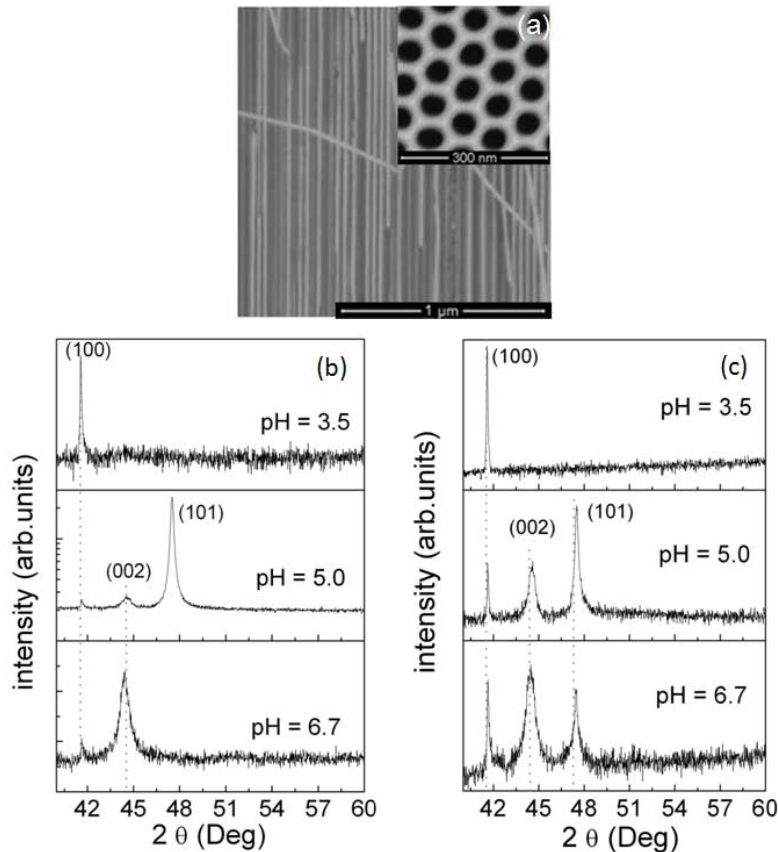 (a)
300 nm
1 µm
(100)
(b)
pH = 3.5
(101)
(002)
pH = 5.0
pH = 6.7
intensity (arb.units)
42 45 48 51 54 57 60
2 θ (Deg)
(100)
(c)
pH = 3.5
(002)
(101)
pH = 5.0
pH = 6.7
intensity (arb.units)
42 45 48 51 54 57 60
2 θ (Deg)